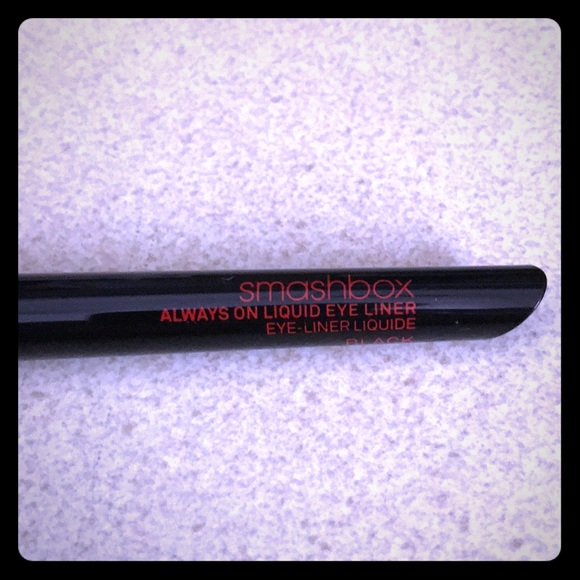 smashbox
ALWAYS ON LIQUID EYE LINER
EYE-LINER LIQUIDE
BLACK